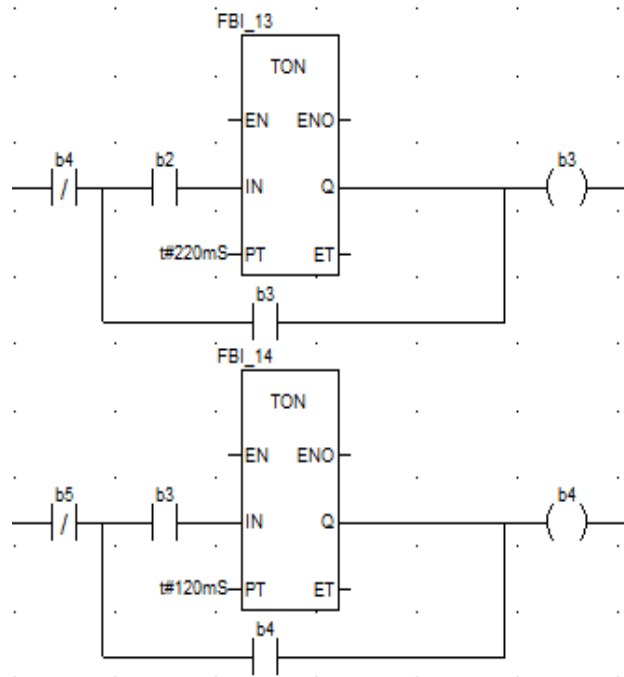 FBI_13
TON
EN ENO
b4 b2 b3
IN Q
t#220mS PT ET
b3
FBI_14
TON
EN ENO
b5 b3 b4
IN Q
t#120mS PT ET
b4